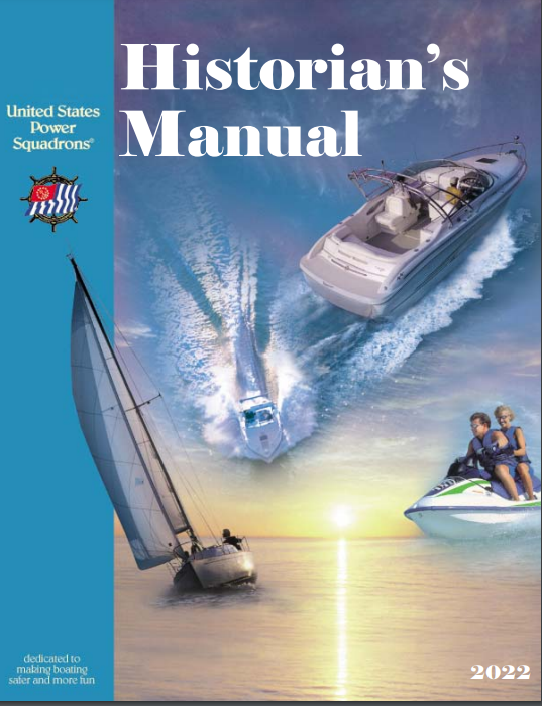 Historian’s
Manual
United States
Power
Squadrons®
dedicated to
making boating
safer and more fun
2022